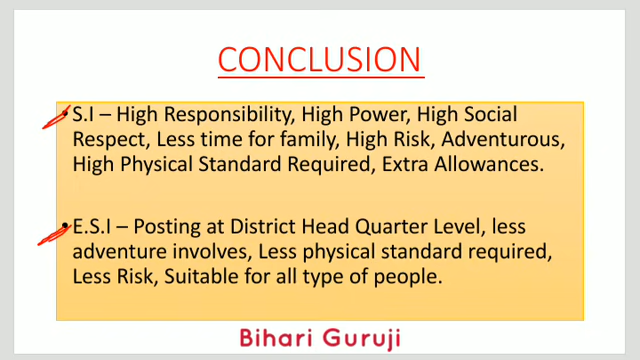 CONCLUSION
• S.I – High Responsibility, High Power, High Social
Respect, Less time for family, High Risk, Adventurous,
High Physical Standard Required, Extra Allowances.
• E.S.I – Posting at District Head Quarter Level, less
adventure involves, Less physical standard required,
Less Risk, Suitable for all type of people.
Bihari Guruji